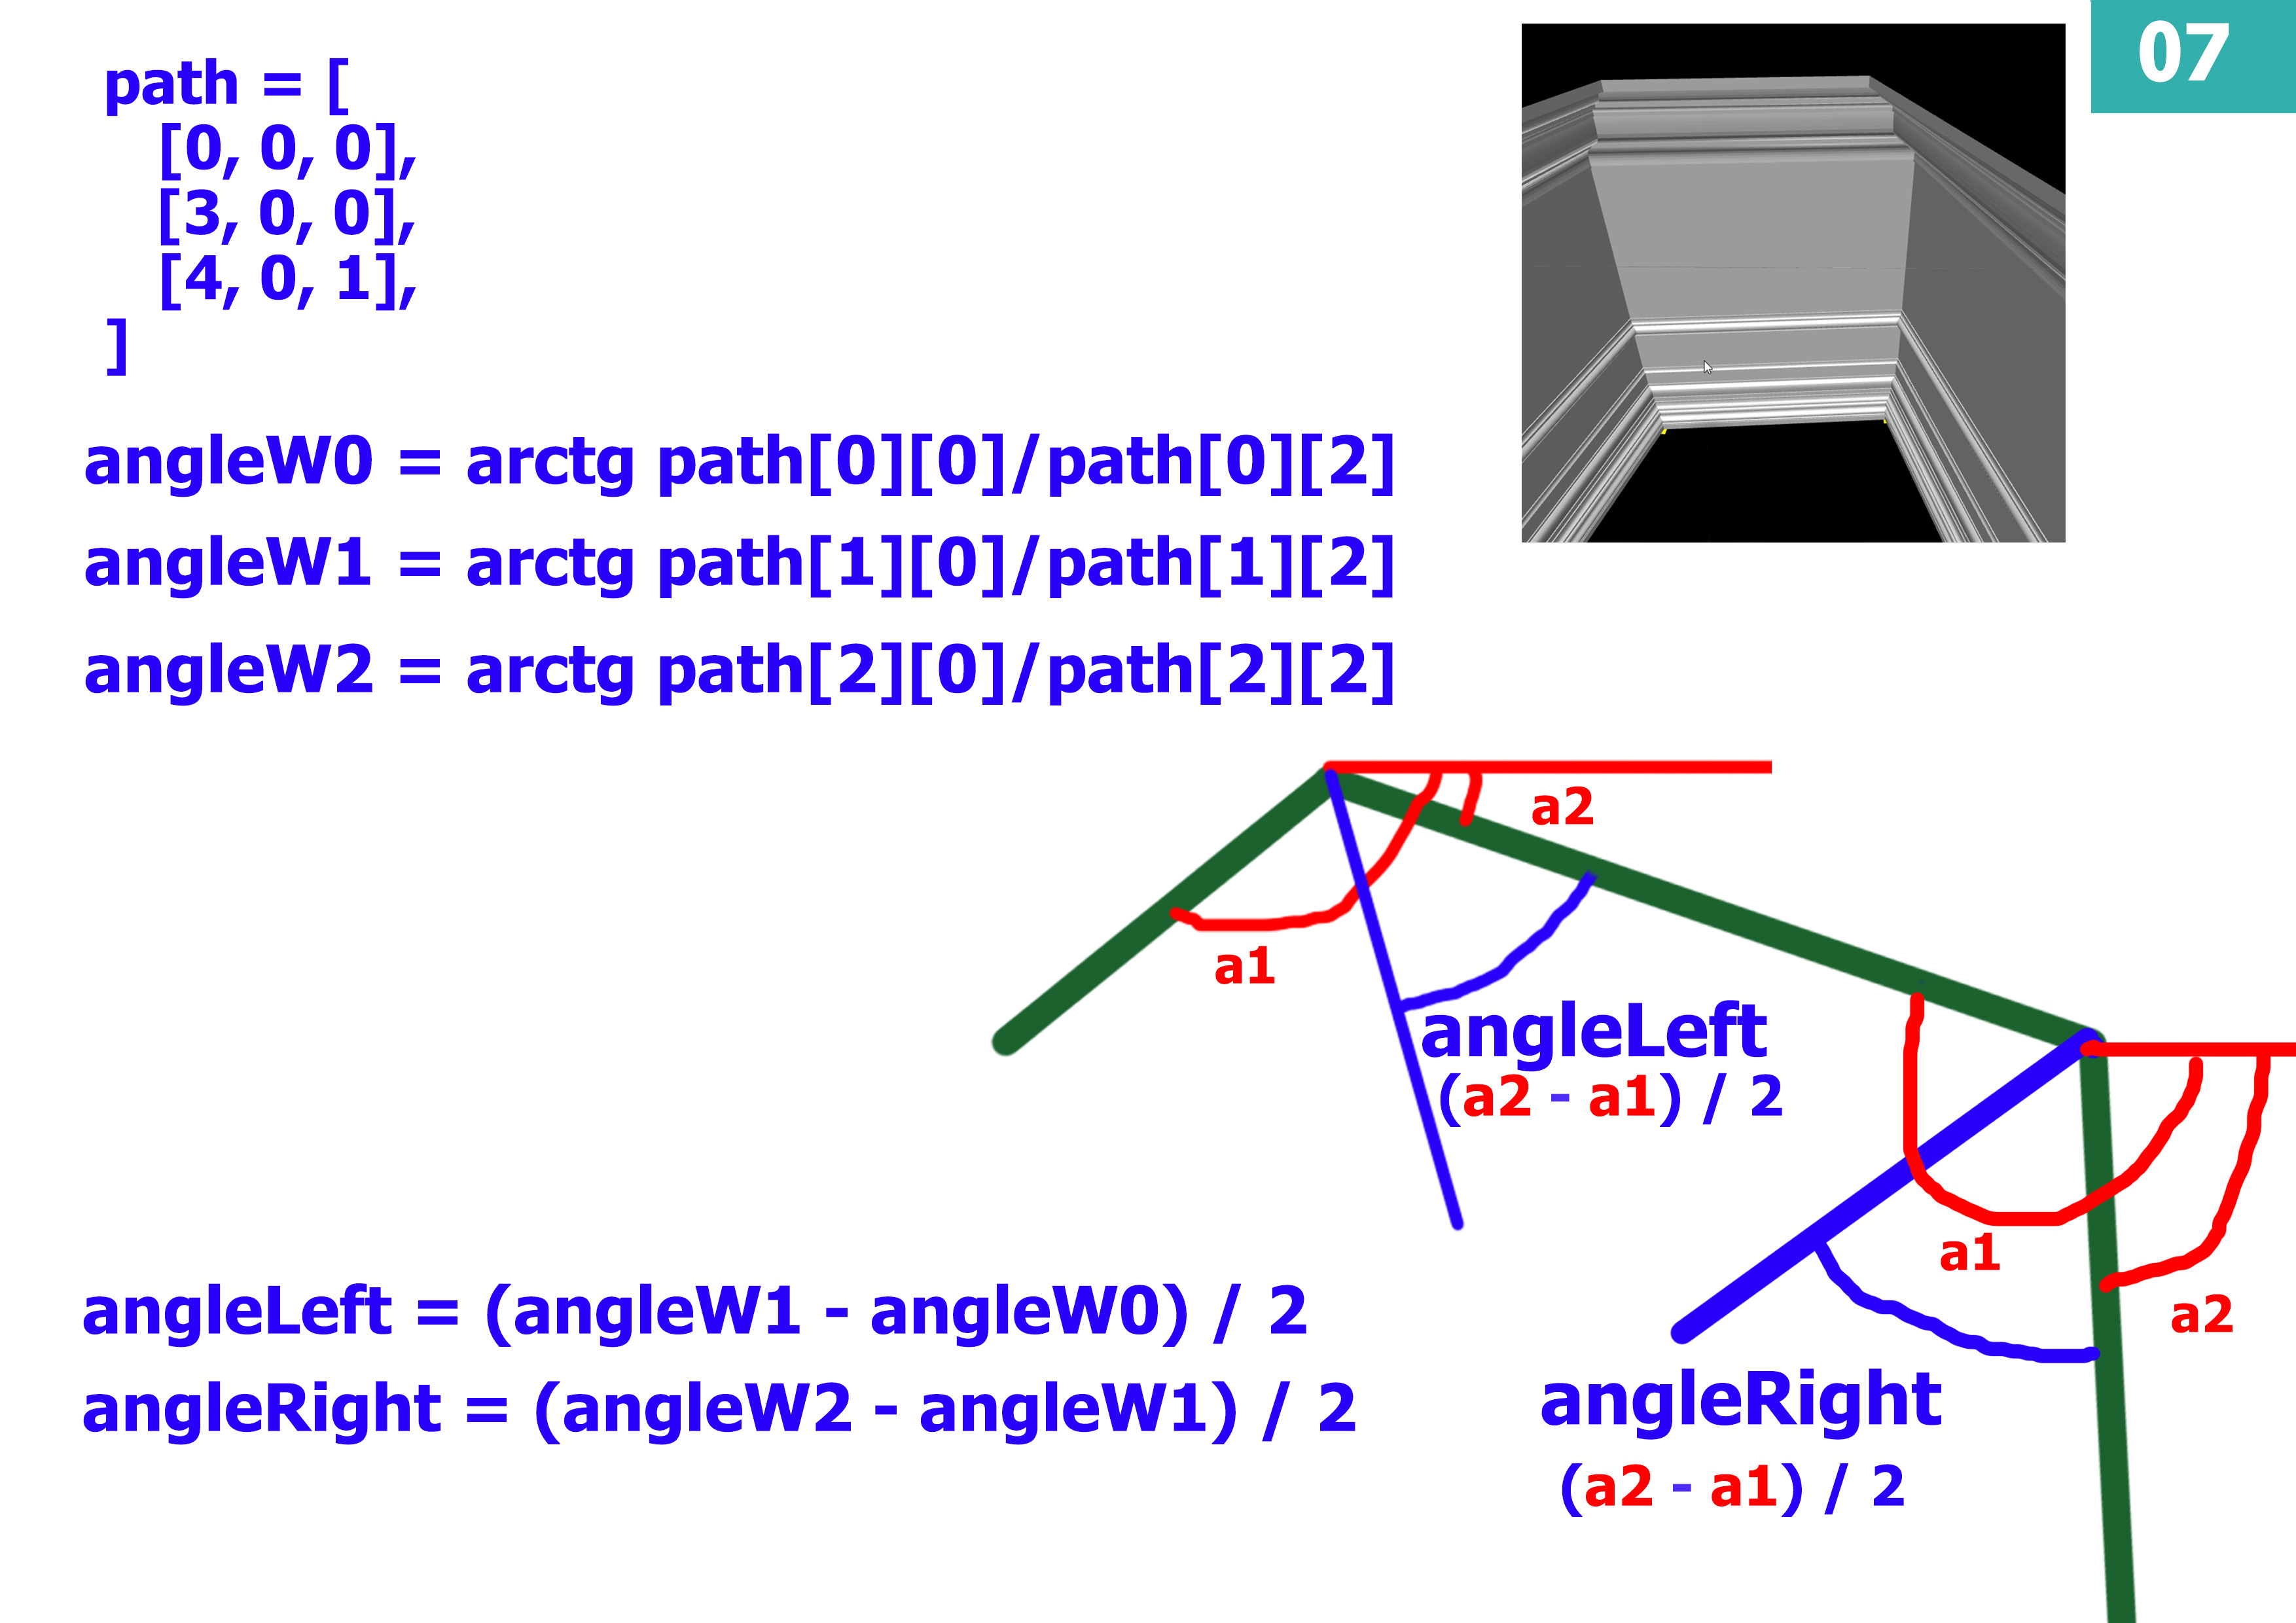 07
path = [
[0, 0, 0],
[3, 0, 0],
[4, 0, 1],
]
angleW0 = arctg path[0][0]/path[0][2]
angleW1 = arctg path[1][0]/path[1][2]
angleW2 = arctg path[2][0]/path[2][2]
a2
a1
angleLeft
(a2 - a1) / 2
a1
a2
angleLeft = (angleW1 - angleW0) / 2
angleRight = (angleW2 - angleW1) / 2
angleRight
(a2 - a1) / 2